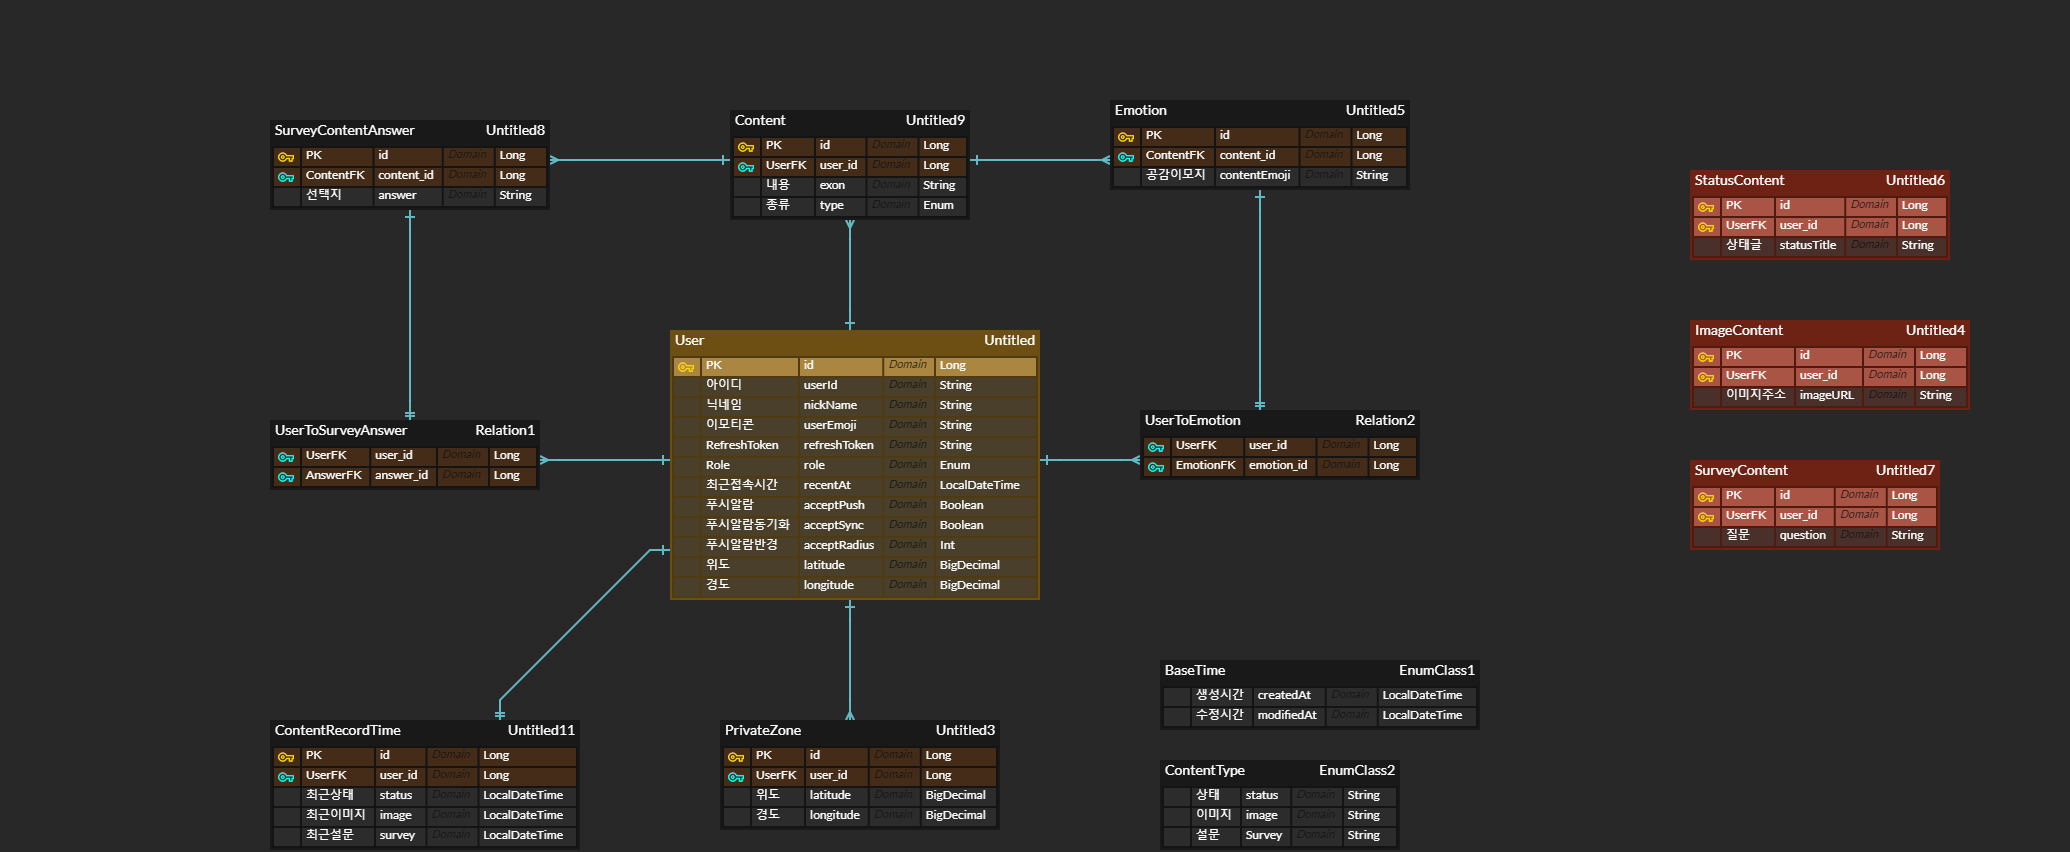 SurveyContentAnswer Untitled8
PK id Domain Long
ContentFK content_id Domain Long
선택지 answer Domain String
Content Untitled9
PK id Domain Long
UserFK user_id Domain Long
내용 exon Domain String
종류 type Domain Enum
Emotion Untitled5
PK id Domain Long
ContentFK content_id Domain Long
공감이모지 contentEmoji Domain String
StatusContent Untitled6
PK id Domain Long
UserFK user_id Domain Long
상태글 statusTitle Domain String
ImageContent Untitled4
PK id Domain Long
UserFK user_id Domain Long
이미지주소 imageURL Domain String
User Untitled
PK id Domain Long
아이디 userId Domain String
닉네임 nickName Domain String
이모티콘 userEmoji Domain String
RefreshToken refreshToken Domain String
Role role Domain Enum
최근접속시간 recentAt Domain LocalDateTime
푸시알람 acceptPush Domain Boolean
푸시알람동기화 acceptSync Domain Boolean
푸시알람반경 acceptRadius Domain Int
위도 latitude Domain BigDecimal
경도 longitude Domain BigDecimal
UserToSurveyAnswer Relation1
UserFK user_id Domain Long
AnswerFK answer_id Domain Long
UserToEmotion Relation2
UserFK user_id Domain Long
EmotionFK emotion_id Domain Long
SurveyContent Untitled7
PK id Domain Long
UserFK user_id Domain Long
질문 question Domain String
BaseTime EnumClass1
생성시간 createdAt Domain LocalDateTime
수정시간 modifiedAt Domain LocalDateTime
ContentRecordTime Untitled11
PK id Domain Long
UserFK user_id Domain Long
최근상태 status Domain LocalDateTime
최근이미지 image Domain LocalDateTime
최근설문 survey Domain LocalDateTime
PrivateZone Untitled3
PK id Domain Long
UserFK user_id Domain Long
위도 latitude Domain BigDecimal
경도 longitude Domain BigDecimal
ContentType EnumClass2
상태 status Domain String
이미지 image Domain String
설문 Survey Domain String